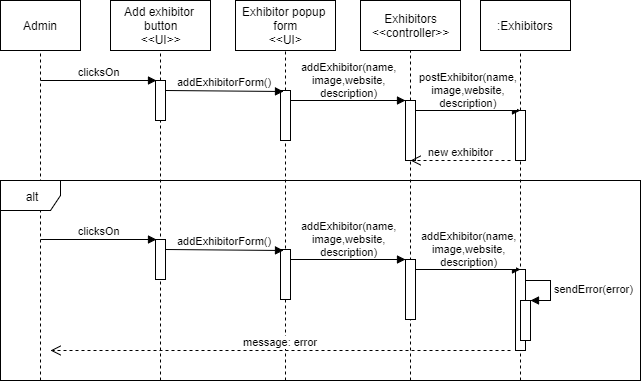 Admin
Add exhibitor
button
<<UI>>
Exhibitor popup
form
<<UI>
Exhibitors
<<controller>>
:Exhibitors
clicksOn
addExhibitorForm()
addExhibitor(name,
image,website,
description)
postExhibitor(name,
image,website,
description)
new exhibitor
alt
clicksOn
addExhibitorForm()
addExhibitor(name,
image,website,
description)
addExhibitor(name,
image,website,
description)
sendError(error)
message: error